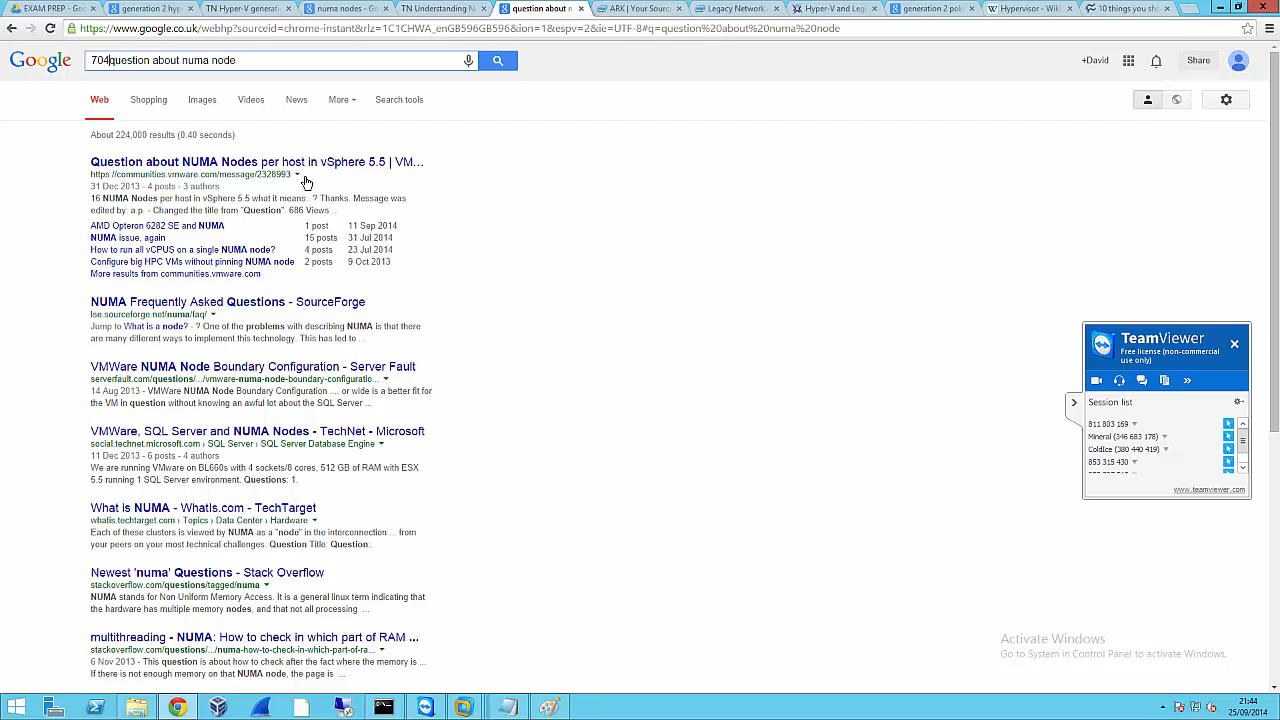 EXAM PREP - Goo
generation 2 hype
TN Hyper-V generati
numa nodes - Goo
TN Understanding N
question about n
ARK | Your Sourc
Legacy Network A
Hyper-V and Lega
generation 2 pok
Hypervisor - Wiki
10 things you sho
https://www.google.co.uk/webhp?sourceid=chrome-instant&rlz=1C1CHWA_enGB596GB596&ion=1&espv=2&ie=UTF-8#q=question%20about%20numa%20node
Google
704question about numa node
+David
Share
Web
Shopping
Images
Videos
News
More
Search tools
About 224,000 results (0.40 seconds)
Question about NUMA Nodes per host in vSphere 5.5 | VM...
https://communities.vmware.com/message/2328993
31 Dec 2013 - 4 posts - 3 authors
16 NUMA Nodes per host in vSphere 5.5 what it means.. ? Thanks. Message was
edited by: a.p. - Changed the title from "Question". 686 Views ...
AMD Opteron 6282 SE and NUMA 1 post 11 Sep 2014
NUMA issue, again 15 posts 31 Jul 2014
How to run all vCPUS on a single NUMA node? 4 posts 23 Jul 2014
Configure big HPC VMs without pinning NUMA node 2 posts 9 Oct 2013
More results from communities.vmware.com
NUMA Frequently Asked Questions - SourceForge
lse.sourceforge.net/numa/faq/
Jump to What is a node? - ? One of the problems with describing NUMA is that there
are many different ways to implement this technology. This has led to ...
VMWare NUMA Node Boundary Configuration - Server Fault
serverfault.com/questions/.../vmware-numa-node-boundary-configuratio...
14 Aug 2013 - VMWare NUMA Node Boundary Configuration .... or wide is a better fit for
the VM in question without knowing an awful lot about the SQL Server ...
VMWare, SQL Server and NUMA Nodes - TechNet - Microsoft
social.technet.microsoft.com › SQL Server › SQL Server Database Engine
11 Dec 2013 - 6 posts - 4 authors
We are running VMware on BL660s with 4 sockets/8 cores, 512 GB of RAM with ESX
5.5 running 1 SQL Server environment. Questions: 1.
What is NUMA - WhatIs.com - TechTarget
whatis.techtarget.com › Topics › Data Center › Hardware
Each of these clusters is viewed by NUMA as a "node" in the interconnection ... from
your peers on your most technical challenges. Question Title: Question:.
Newest 'numa' Questions - Stack Overflow
stackoverflow.com/questions/tagged/numa
NUMA stands for Non Uniform Memory Access. It is a general linux term indicating that
the hardware has multiple memory nodes, and that not all processing ...
multithreading - NUMA: How to check in which part of RAM ...
stackoverflow.com/questions/.../numa-how-to-check-in-which-part-of-ra...
6 Nov 2013 - This question is about how to check after the fact where the memory is ...
If there is not enough memory on that NUMA node, the page is ...
TeamViewer
Free license (non-commercial
use only)
Session list
811 803 169
Mineral (346 683 178)
ColdIce (380 440 419)
853 315 430
www.teamviewer.com
Activate Windows
Go to System in Control Panel to activate Windows.
21:44
25/09/2014